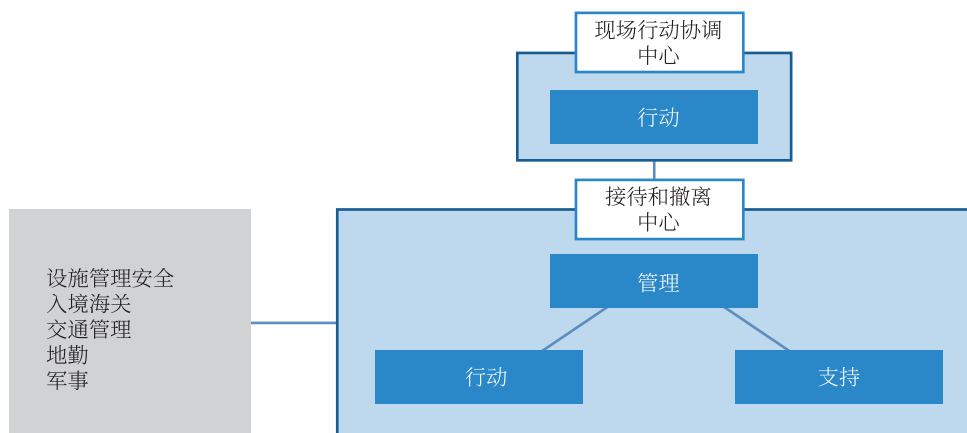 现场行动协调
中心
行动
接待和撤离
中心
管理
行动
支持
设施管理安全
入境海关
交通管理
地勤
军事